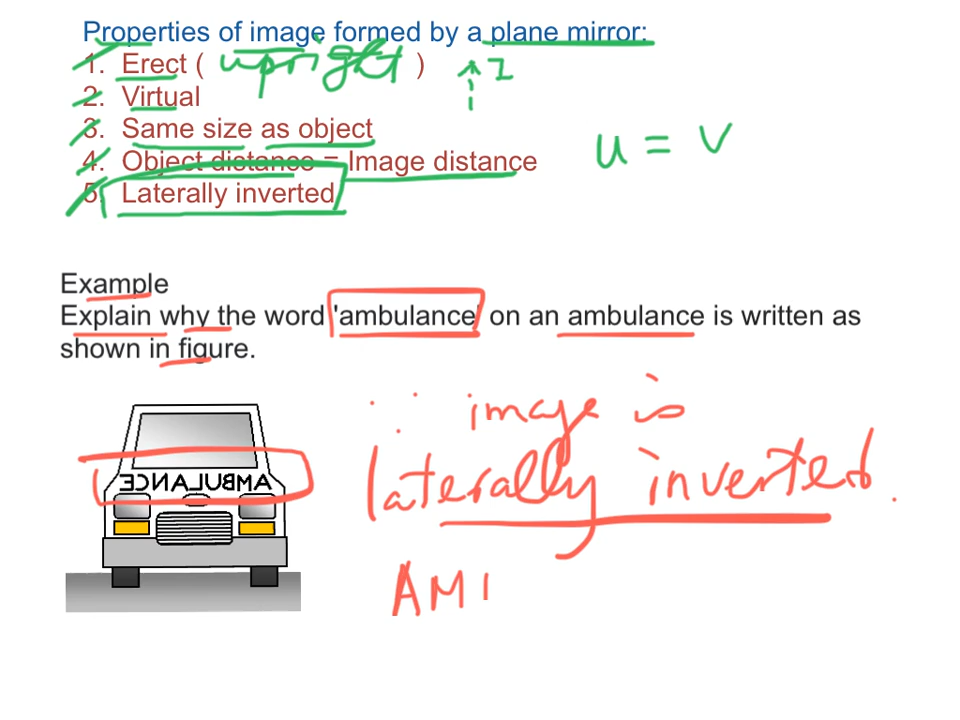 Properties of image formed by a plane mirror:
1. Erect ( upright )
I
2. Virtual
3. Same size as object
4. Object distance = Image distance
u = v
5. Laterally inverted
Example
Explain why the word 'ambulance' on an ambulance is written as
shown in figure.
AMBULANCE
∵ image is
laterally inverted.
AMI